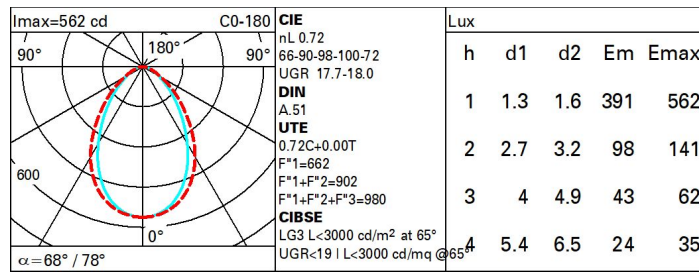 Imax=562 cd C0-180
90° 180° 90°
600
0°
α=68° / 78°
CIE
nL 0.72
66-90-98-100-72
UGR 17.7-18.0
DIN
A.51
UTE
0.72C+0.00T
F"1=662
F"1+F"2=902
F"1+F"2+F"3=980
CIBSE
LG3 L<3000 cd/m² at 65°
UGR<19 | L<3000 cd/mq @65°
Lux
h d1 d2 Em Emax
1 1.3 1.6 391 562
2 2.7 3.2 98 141
3 4 4.9 43 62
4 5.4 6.5 24 35